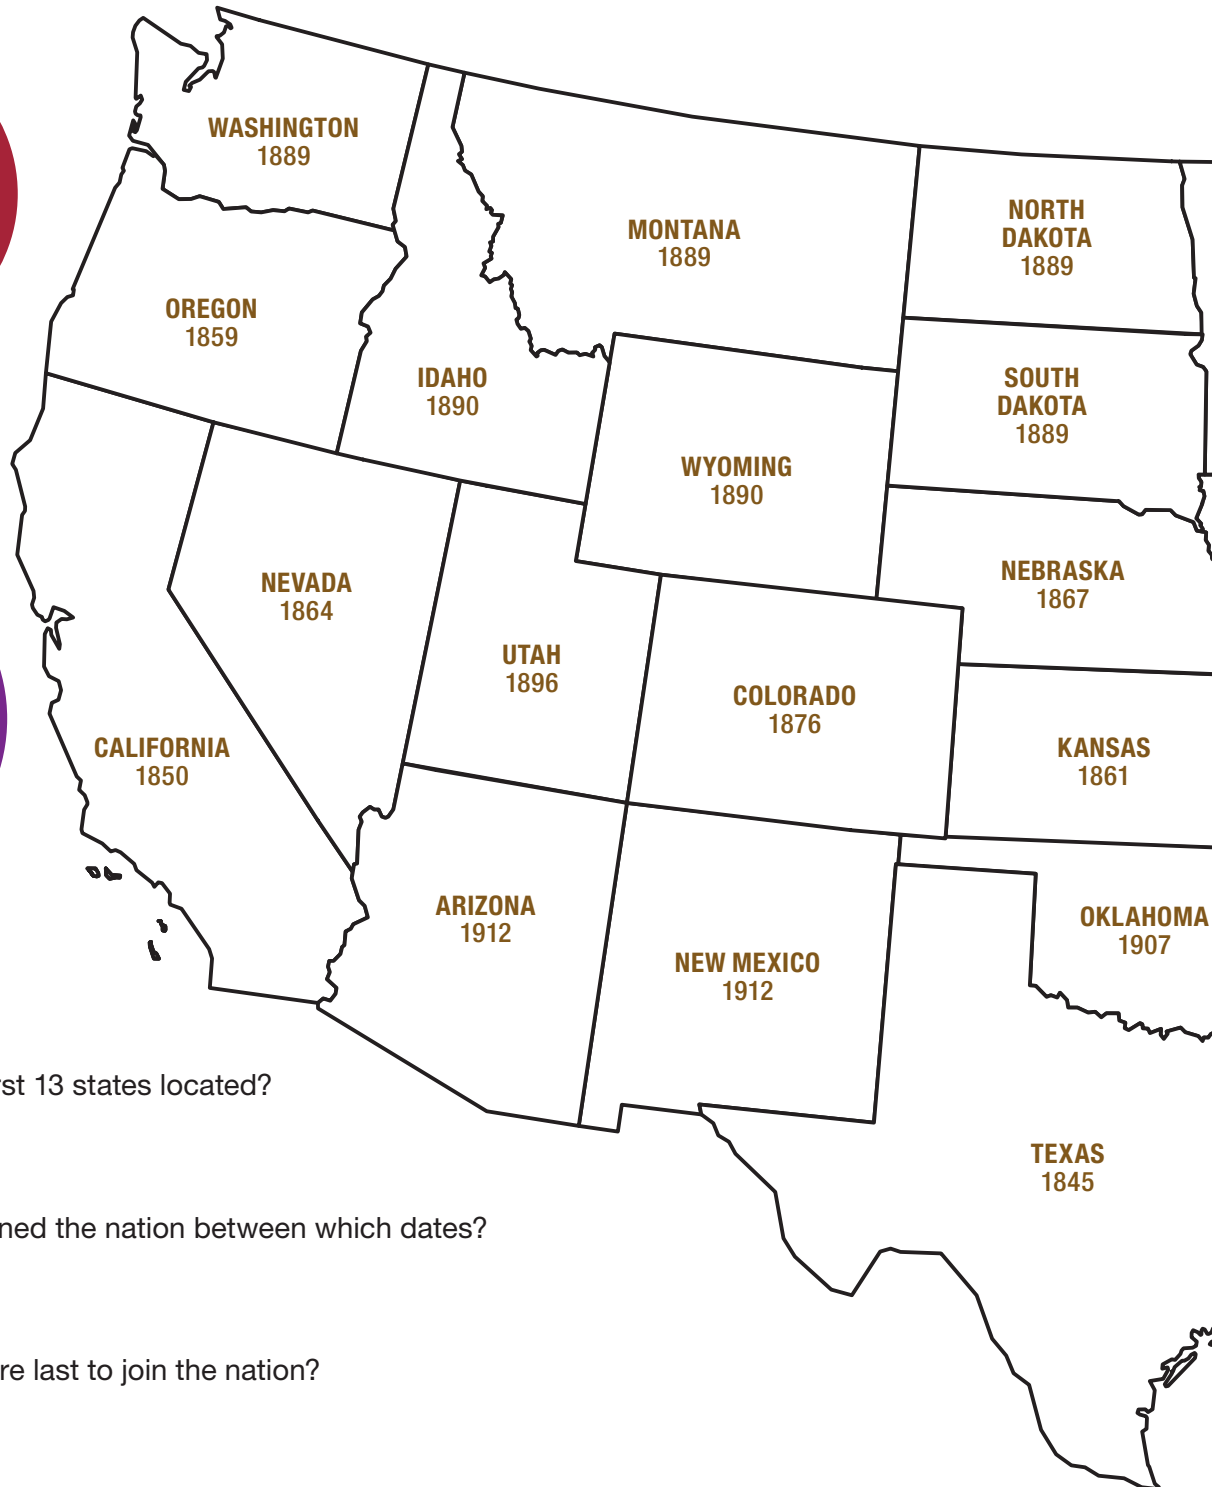 WASHINGTON
1889
MONTANA
1889
NORTH
DAKOTA
1889
OREGON
1859
IDAHO
1890
SOUTH
DAKOTA
1889
WYOMING
1890
NEVADA
1864
NEBRASKA
1867
UTAH
1896
COLORADO
1876
CALIFORNIA
1850
KANSAS
1861
ARIZONA
1912
NEW MEXICO
1912
OKLAHOMA
1907
rst 13 states located?
TEXAS
1845
ned the nation between which dates?
re last to join the nation?